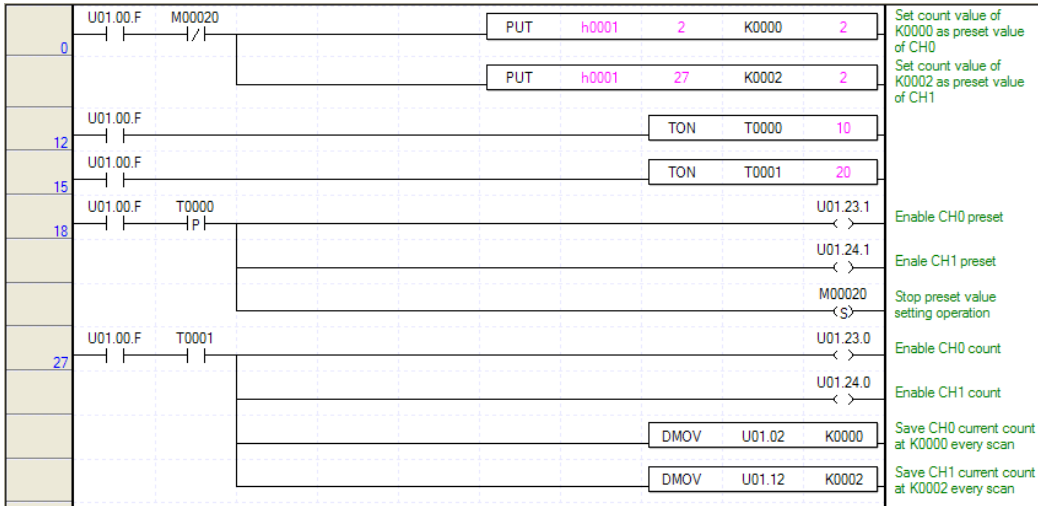 U01.00.F M00020
0 PUT h0001 2 K0000 2
Set count value of
K0000 as preset value
of CH0
PUT h0001 27 K0002 2
Set count value of
K0002 as preset value
of CH1
U01.00.F
12 TON T0000 10
U01.00.F
15 TON T0001 20
U01.00.F T0000 U01.23.1
18 P Enable CH0 preset
U01.24.1
Enale CH1 preset
M00020
S
Stop preset value
setting operation
U01.00.F T0001 U01.23.0
27 Enable CH0 count
U01.24.0
Enable CH1 count
DMOV U01.02 K0000
Save CH0 current count
at K0000 every scan
DMOV U01.12 K0002
Save CH1 current count
at K0002 every scan